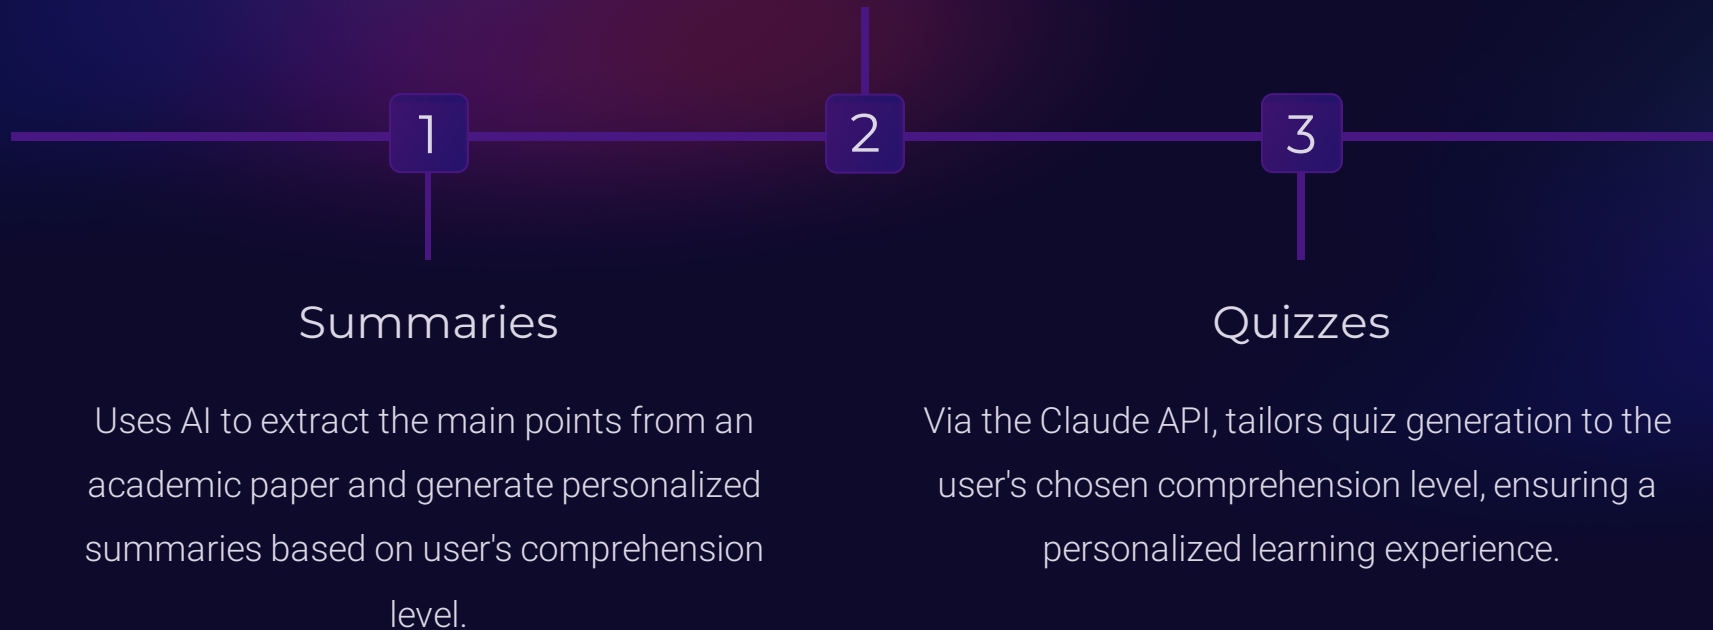 1
2
3
Summaries
Uses AI to extract the main points from an
academic paper and generate personalized
summaries based on user's comprehension
level.
Quizzes
Via the Claude API, tailors quiz generation to the
user's chosen comprehension level, ensuring a
personalized learning experience.